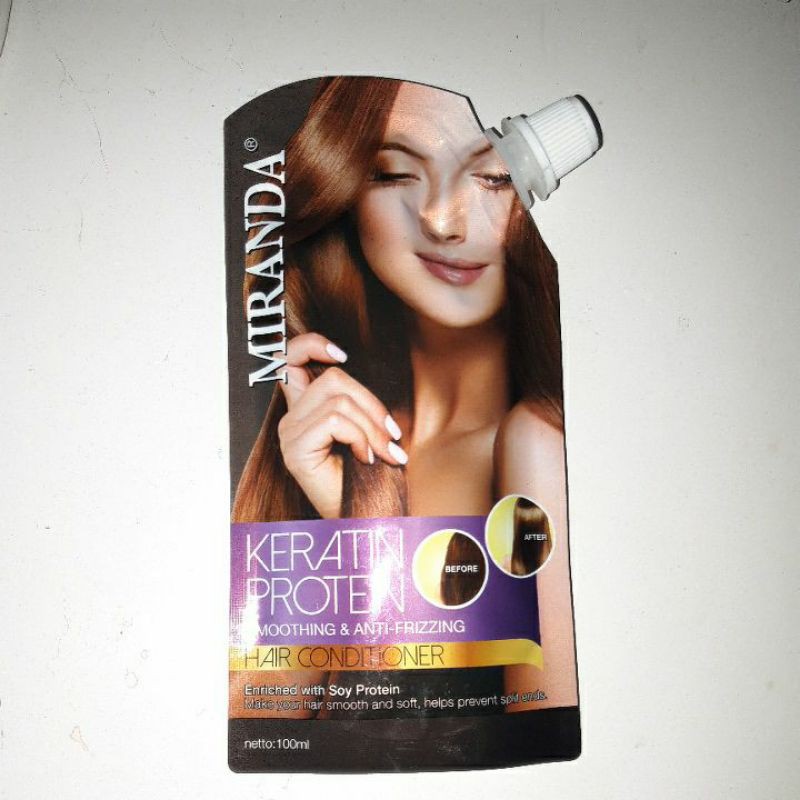 MIRANDA®
KERATIN
PROTEIN
SMOOTHING & ANTI-FRIZZING
HAIR CONDITIONER
BEFORE
AFTER
Enriched with Soy Protein
Make your hair smooth and soft, helps prevent split ends.
netto:100ml